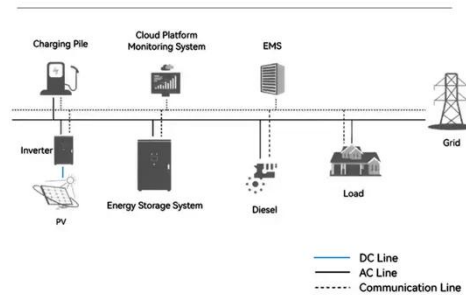 Charging Pile
Cloud Platform
Monitoring System
EMS
Grid
Inverter
PV
Energy Storage System
Diesel
Load
DC Line
AC Line
Communication Line